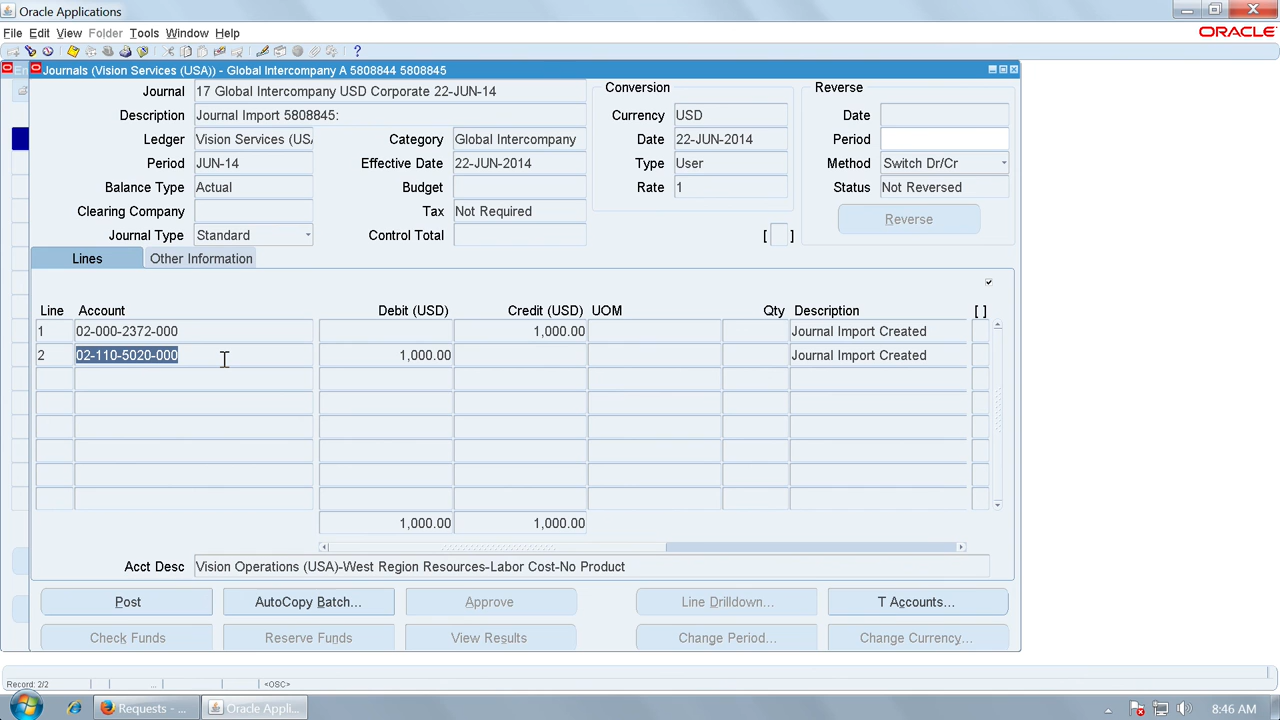 Oracle Applications
File Edit View Folder Tools Window Help
ORACLE
Journals (Vision Services (USA)) - Global Intercompany A 5808844 5808845
Journal 17 Global Intercompany USD Corporate 22-JUN-14
Description Journal Import 5808845:
Ledger Vision Services (USA Category Global Intercompany
Period JUN-14 Effective Date 22-JUN-2014
Balance Type Actual Budget
Clearing Company Tax Not Required
Journal Type Standard Control Total
Conversion
Currency USD
Date 22-JUN-2014
Type User
Rate 1
Reverse
Date
Period
Method Switch Dr/Cr
Status Not Reversed
Reverse
[ ]
Lines Other Information
Line Account Debit (USD) Credit (USD) UOM Qty Description [ ]
1 02-000-2372-000 1,000.00 Journal Import Created
2 02-110-5020-000 1,000.00 Journal Import Created
1,000.00 1,000.00
Acct Desc Vision Operations (USA)-West Region Resources-Labor Cost-No Product
Post AutoCopy Batch... Approve Line Drilldown... T Accounts...
Check Funds Reserve Funds View Results Change Period... Change Currency...
Record: 2/2 ... <OSC>
Requests - ... Oracle Applicati... 8:46 AM